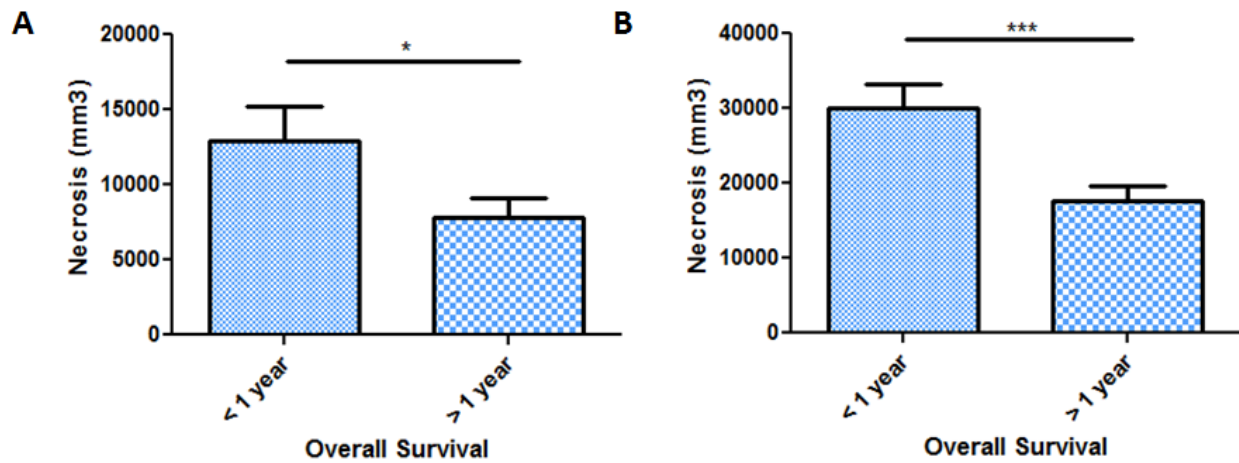 A
Necrosis (mm3)
20000
15000
10000
5000
0
*
< 1 year
> 1 year
Overall Survival
B
Necrosis (mm3)
40000
30000
20000
10000
0
***
< 1 year
> 1 year
Overall Survival